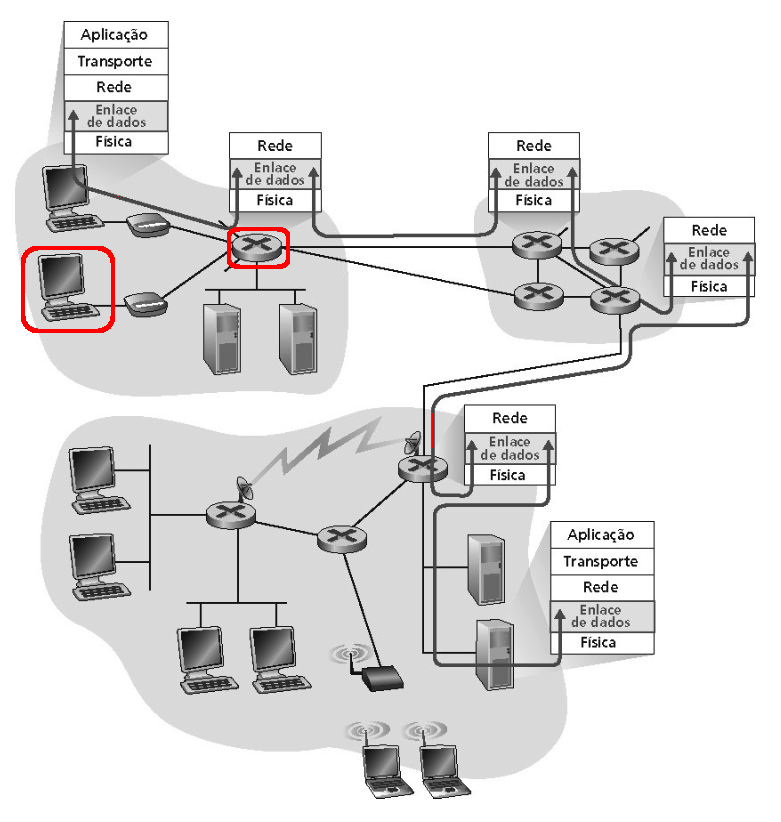 Aplicação
Transporte
Rede
Enlace
de dados
Física
Rede
Enlace
de dados
Física
Rede
Enlace
de dados
Física
Rede
Enlace
de dados
Física
Rede
Enlace
de dados
Física
Aplicação
Transporte
Rede
Enlace
de dados
Física